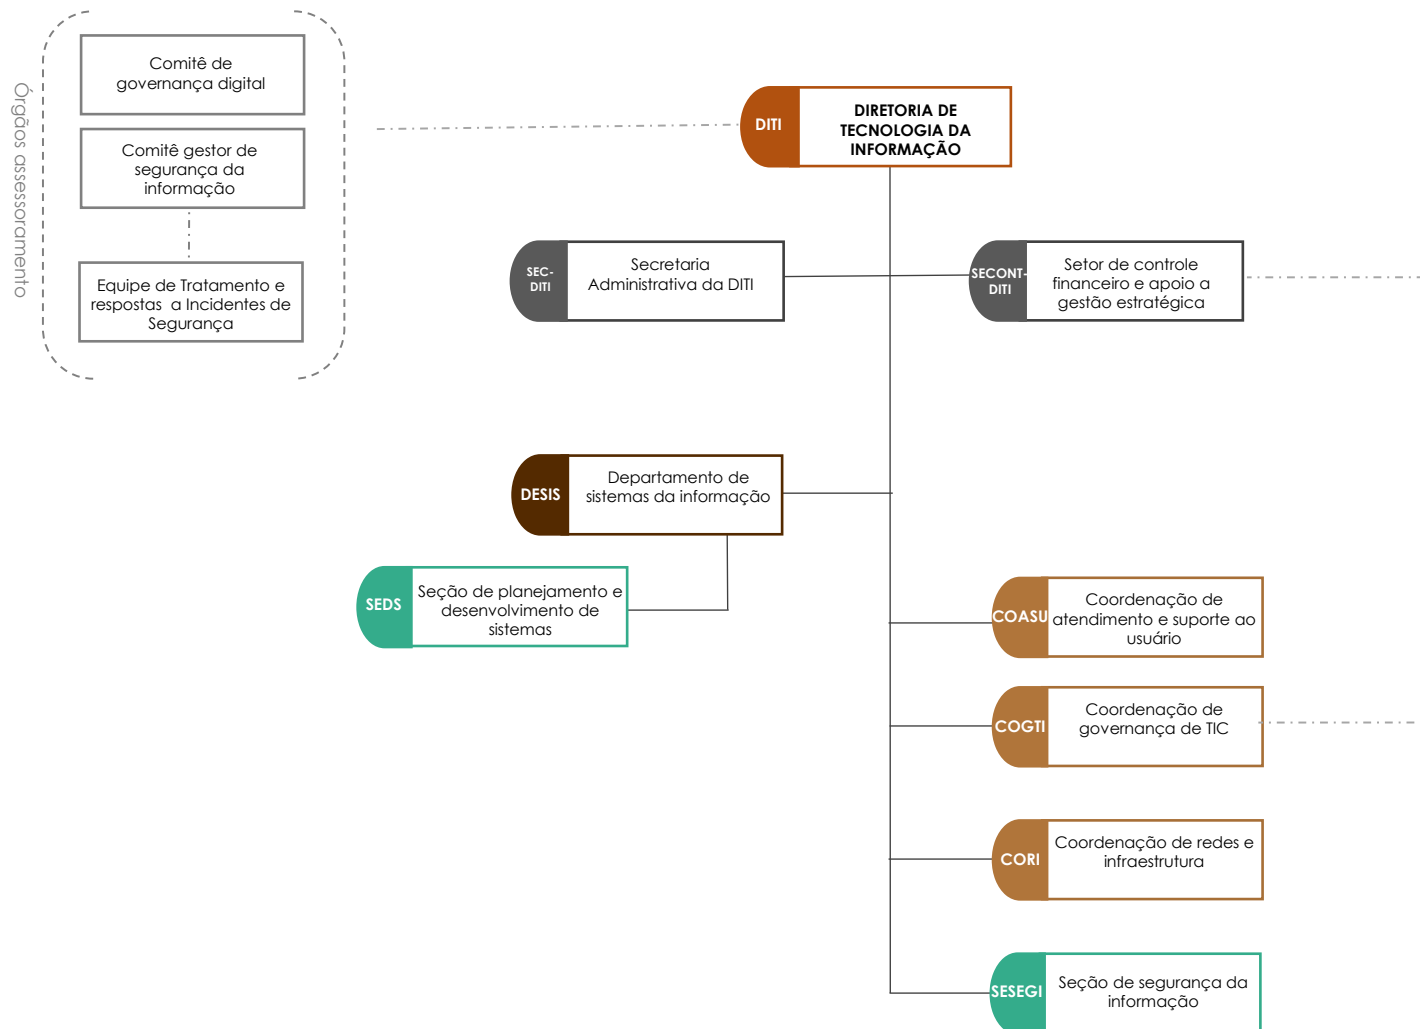 Órgãos assessoramento
Comitê de
governança digital
Comitê gestor de
segurança da
informação
Equipe de Tratamento e
respostas a Incidentes de
Segurança
DITI
DIRETORIA DE
TECNOLOGIA DA
INFORMAÇÃO
SEC-
DITI
Secretaria
Administrativa da DITI
SECONT-
DITI
Setor de controle
financeiro e apoio a
gestão estratégica
DESIS
Departamento de
sistemas da informação
SEDS
Seção de planejamento e
desenvolvimento de
sistemas
COASU
Coordenação de
atendimento e suporte ao
usuário
COGTI
Coordenação de
governança de TIC
CORI
Coordenação de redes e
infraestrutura
SESEGI
Seção de segurança da
informação